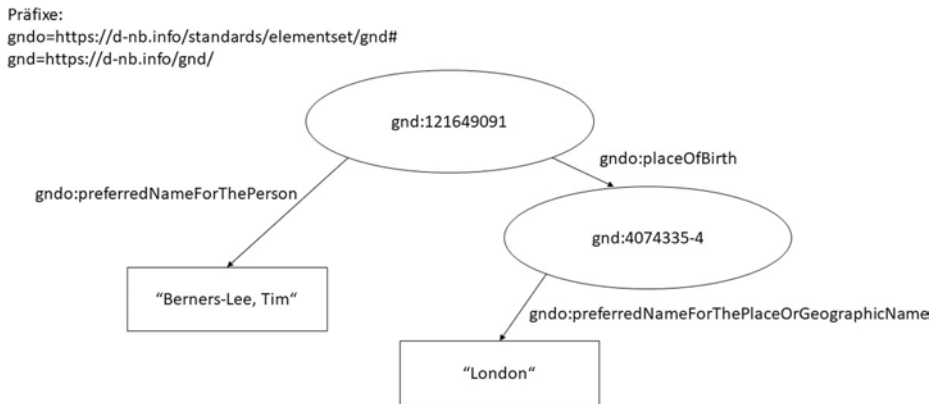 Präfixe:
gndo=https://d-nb.info/standards/elementset/gnd#
gnd=https://d-nb.info/gnd/
gnd:121649091
gndo:placeOfBirth
gndo:preferredNameForThePerson
gnd:4074335-4
“Berners-Lee, Tim“
gndo:preferredNameForThePlaceOrGeographicName
“London“